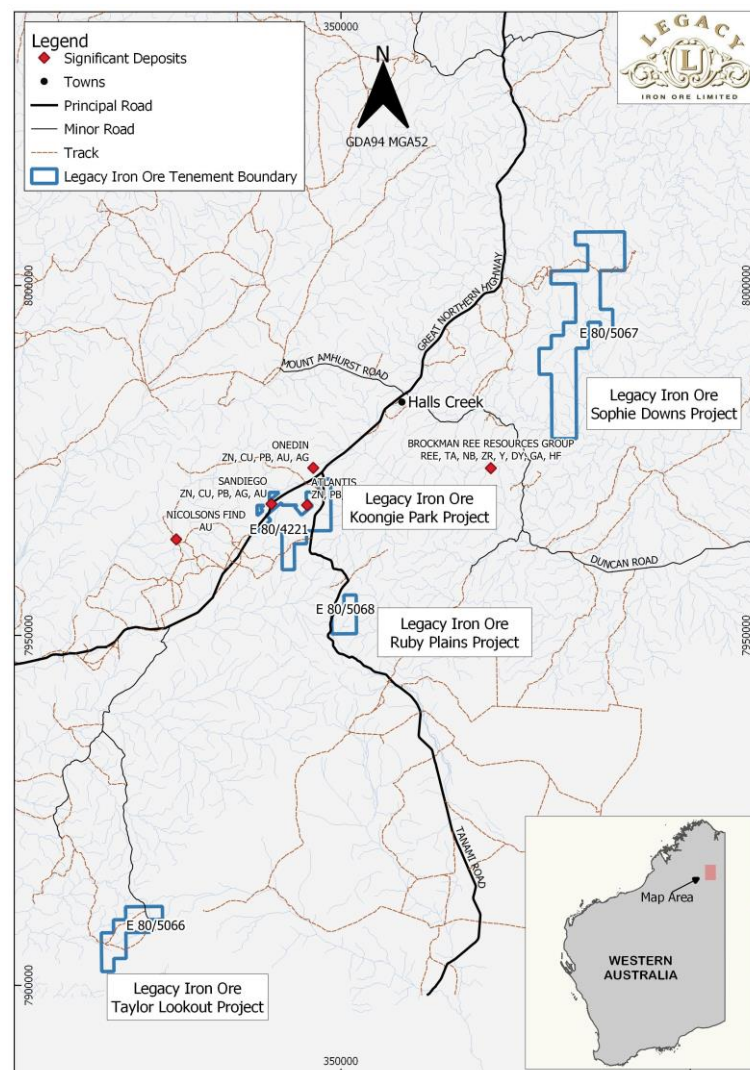 350000
Legend
Significant Deposits
Towns
Principal Road
Minor Road
Track
Legacy Iron Ore Tenement Boundary
N
GDA94 MGA52
LEGACY
LJ
IRON ORE LIMITED
8000000
8000000
GREAT NORTHERN HIGHWAY
E 80/5067
MOUNT AMHURST ROAD
Halls Creek
Legacy Iron Ore
Sophie Downs Project
ONEDIN
ZN, CU, PB, AU, AG
BROCKMAN REE RESOURCES GROUP
REE, TA, NB, ZR, Y, DY, GA, HF
SANDIEGO
ZN, CU, PB, AG, AU
ATLANTIS
ZN, PB
NICOLSONS FIND
AU
E 80/4221
Legacy Iron Ore
Koongie Park Project
DUNCAN ROAD
E 80/5068
Legacy Iron Ore
Ruby Plains Project
7950000
7950000
TANAMI ROAD
E 80/5066
Legacy Iron Ore
Taylor Lookout Project
7900000
Map Area
WESTERN
AUSTRALIA
350000